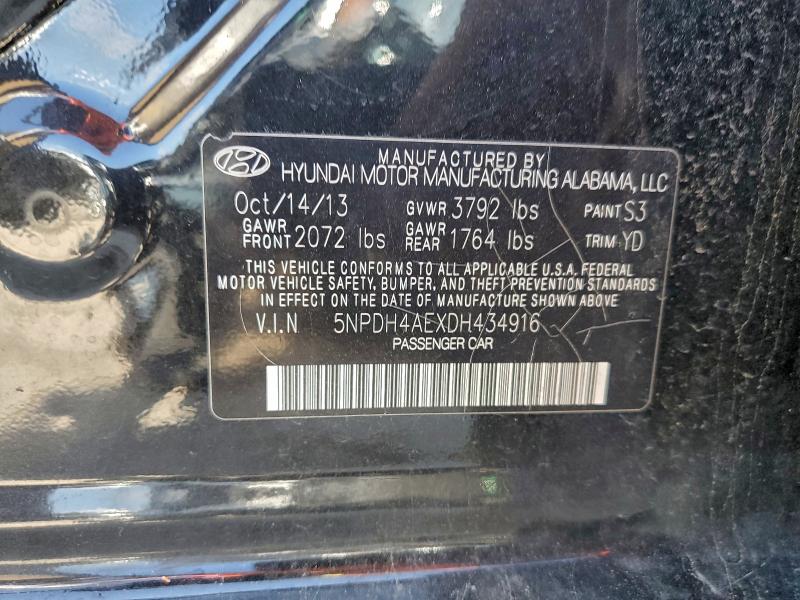 MANUFACTURED BY
HYUNDAI MOTOR MANUFACTURING ALABAMA, LLC
Oct/14/13 GVWR 3792 lbs PAINT S3
GAWR FRONT 2072 lbs GAWR REAR 1764 lbs TRIM YD
THIS VEHICLE CONFORMS TO ALL APPLICABLE U.S.A. FEDERAL
MOTOR VEHICLE SAFETY, BUMPER, AND THEFT PREVENTION STANDARDS
IN EFFECT ON THE DATE OF MANUFACTURE SHOWN ABOVE
V.I.N 5NPDH4AEXDH434916
PASSENGER CAR